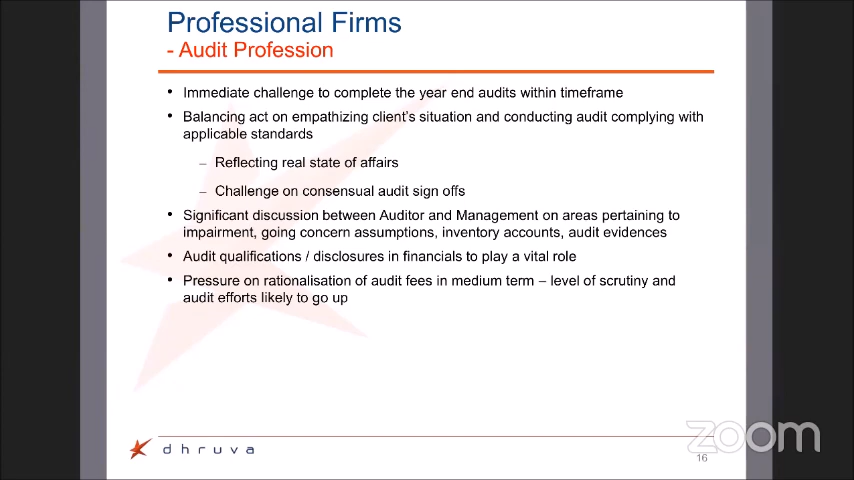 Professional Firms
- Audit Profession
• Immediate challenge to complete the year end audits within timeframe
• Balancing act on empathizing client's situation and conducting audit complying with
applicable standards
– Reflecting real state of affairs
– Challenge on consensual audit sign offs
• Significant discussion between Auditor and Management on areas pertaining to
impairment, going concern assumptions, inventory accounts, audit evidences
• Audit qualifications / disclosures in financials to play a vital role
• Pressure on rationalisation of audit fees in medium term – level of scrutiny and
audit efforts likely to go up
dhruva
zoom
16